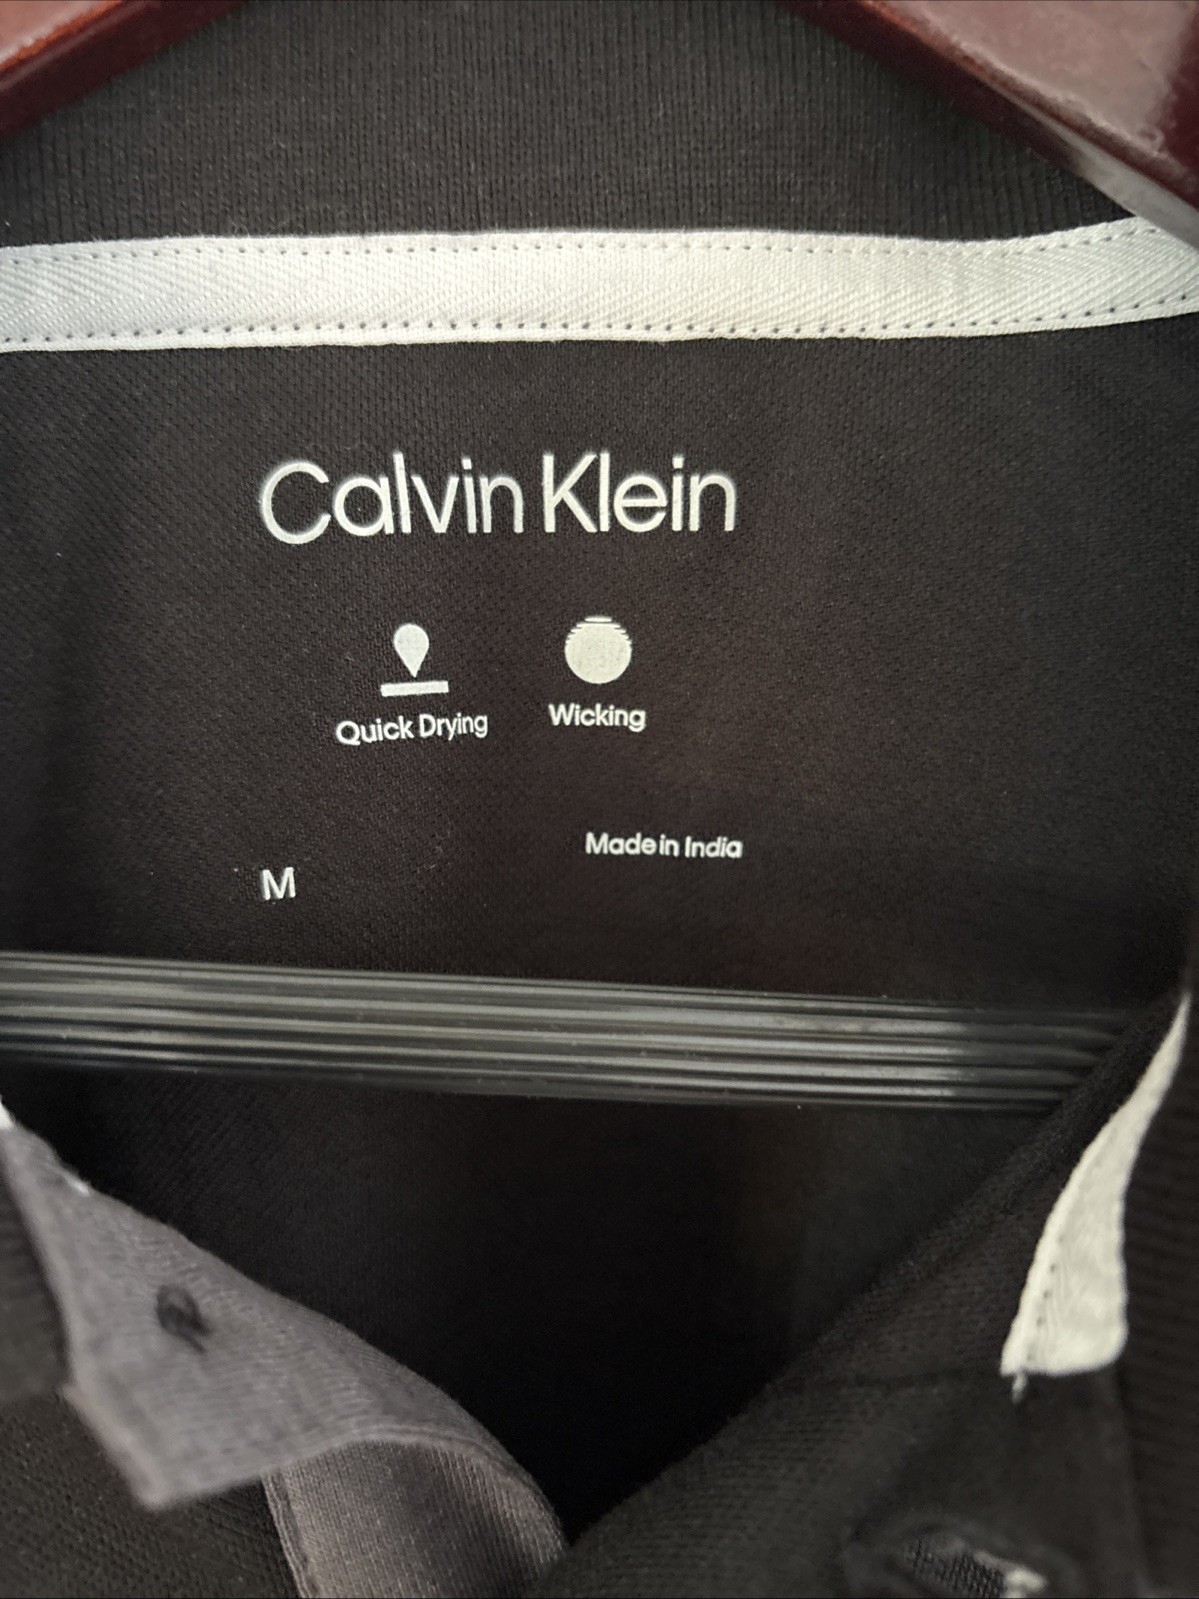 Calvin Klein
Quick Drying
Wicking
Made in India
M